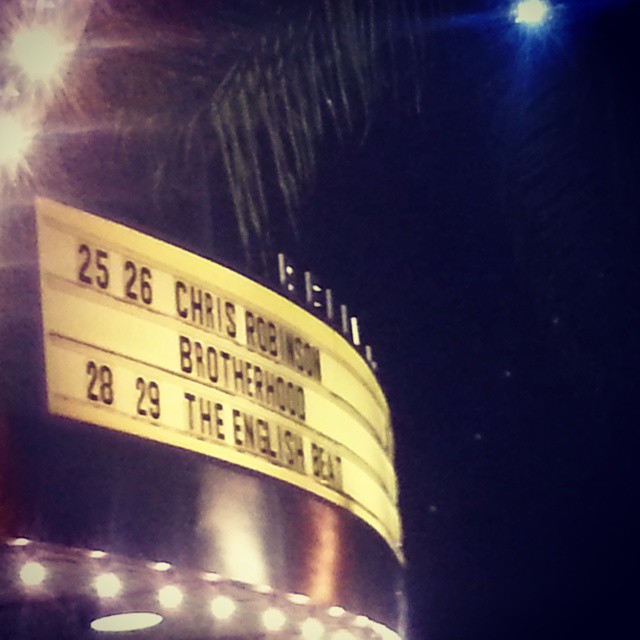 25 26 CHRIS ROBINSON
BROTHERHOOD
28 29 THE ENGLISH BEAT